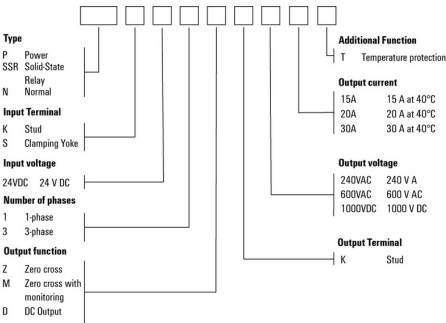 Type
P Power
SSR Solid-State
Relay
N Normal
Input Terminal
K Stud
S Clamping Yoke
Input voltage
24VDC 24 V DC
Number of phases
1 1-phase
3 3-phase
Output function
Z Zero cross
M Zero cross with
monitoring
D DC Output
Additional Function
T Temperature protection
Output current
15A 15 A at 40°C
20A 20 A at 40°C
30A 30 A at 40°C
Output voltage
240VAC 240 V A
600VAC 600 V AC
1000VDC 1000 V DC
Output Terminal
K Stud